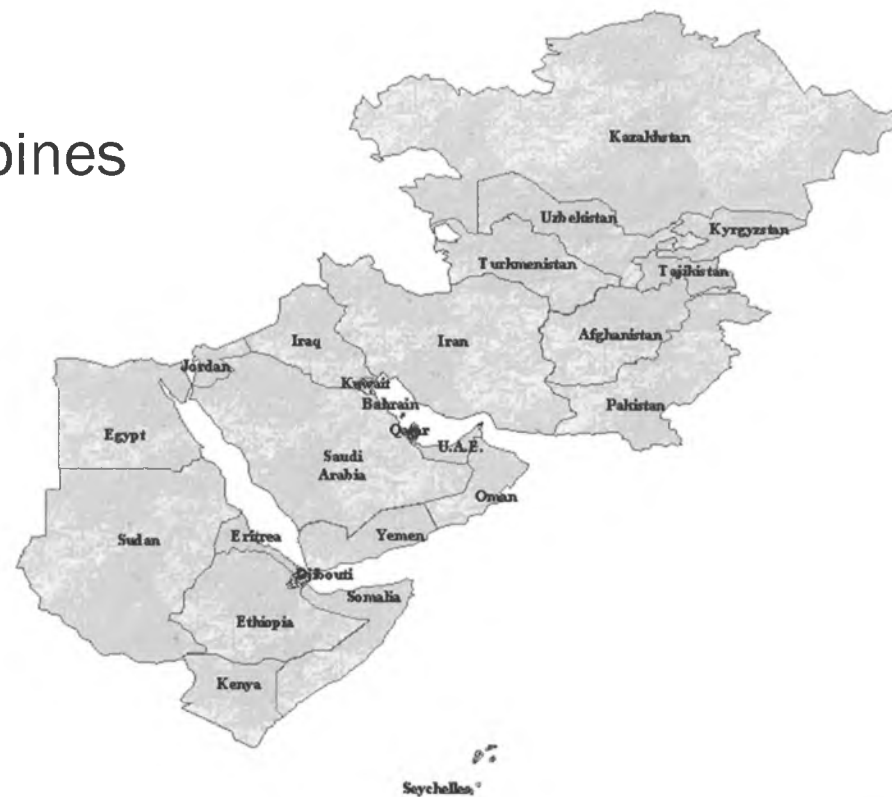 Kazakhstan
Uzbekistan
Kyrgyzstan
Turkmenistan
Tajikistan
Iraq
Iran
Afghanistan
Jordan
Kuwait
Bahrain
Pakistan
Qatar
Egypt
U.A.E.
Saudi
Arabia
Oman
Sudan
Eritrea
Yemen
Djibouti
Somalia
Ethiopia
Kenya
Seychelles